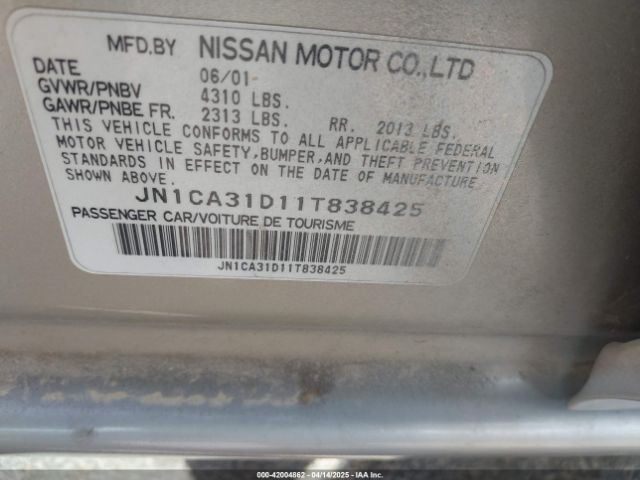 MFD.BY NISSAN MOTOR CO.,LTD
DATE 06/01
GVWR/PNBV 4310 LBS.
GAWR/PNBE FR. 2313 LBS. RR. 2013 LBS.
THIS VEHICLE CONFORMS TO ALL APPLICABLE FEDERAL
MOTOR VEHICLE SAFETY, BUMPER, AND THEFT PREVENTION
STANDARDS IN EFFECT ON THE DATE OF MANUFACTURE
SHOWN ABOVE.
JN1CA31D11T838425
PASSENGER CAR/VOITURE DE TOURISME
JN1CA31D11T838425
000-42004862 04/14/2025 IAA Inc.